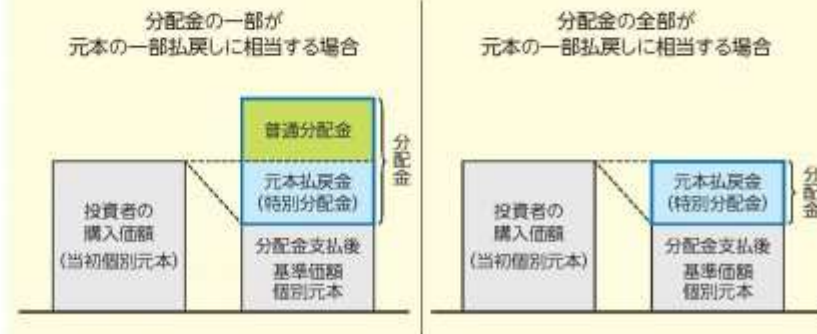 分配金の一部が
元本の一部払戻しに相当する場合
普通分配金
元本払戻金
(特別分配金)
分配金
投資者の
購入価額
(当初個別元本)
分配金支払後
基準価額
個別元本
分配金の全部が
元本の一部払戻しに相当する場合
元本払戻金
(特別分配金)
分配金
投資者の
購入価額
(当初個別元本)
分配金支払後
基準価額
個別元本